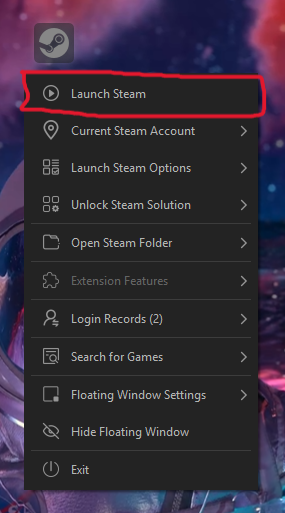 Launch Steam
Current Steam Account
Launch Steam Options
Unlock Steam Solution
Open Steam Folder
Extension Features
Login Records (2)
Search for Games
Floating Window Settings
Hide Floating Window
Exit